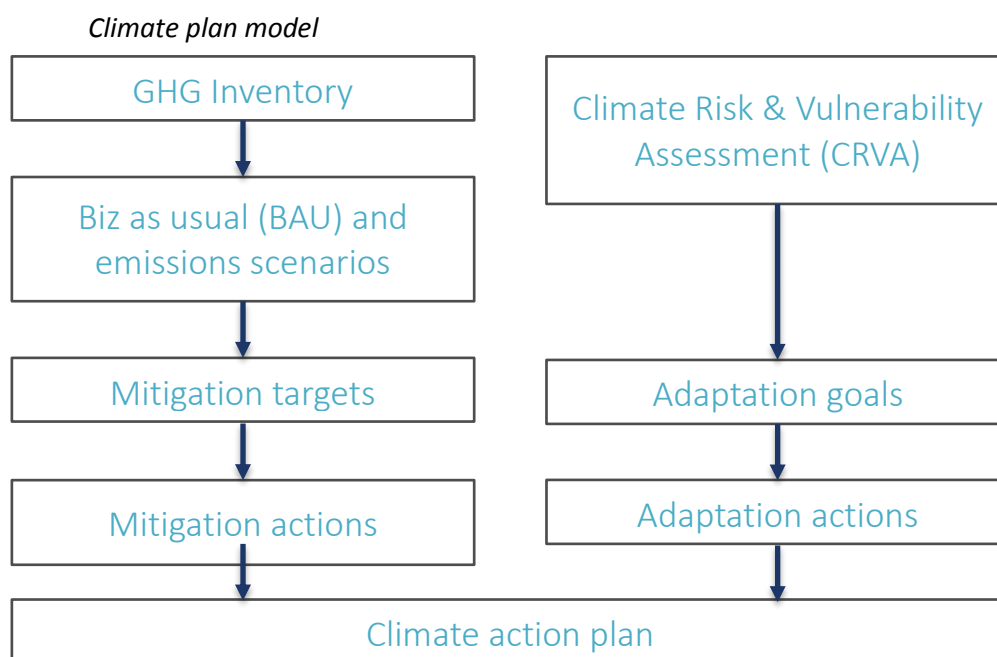 Climate plan model
GHG Inventory
Biz as usual (BAU) and
emissions scenarios
Mitigation targets
Mitigation actions
Climate Risk & Vulnerability
Assessment (CRVA)
Adaptation goals
Adaptation actions
Climate action plan